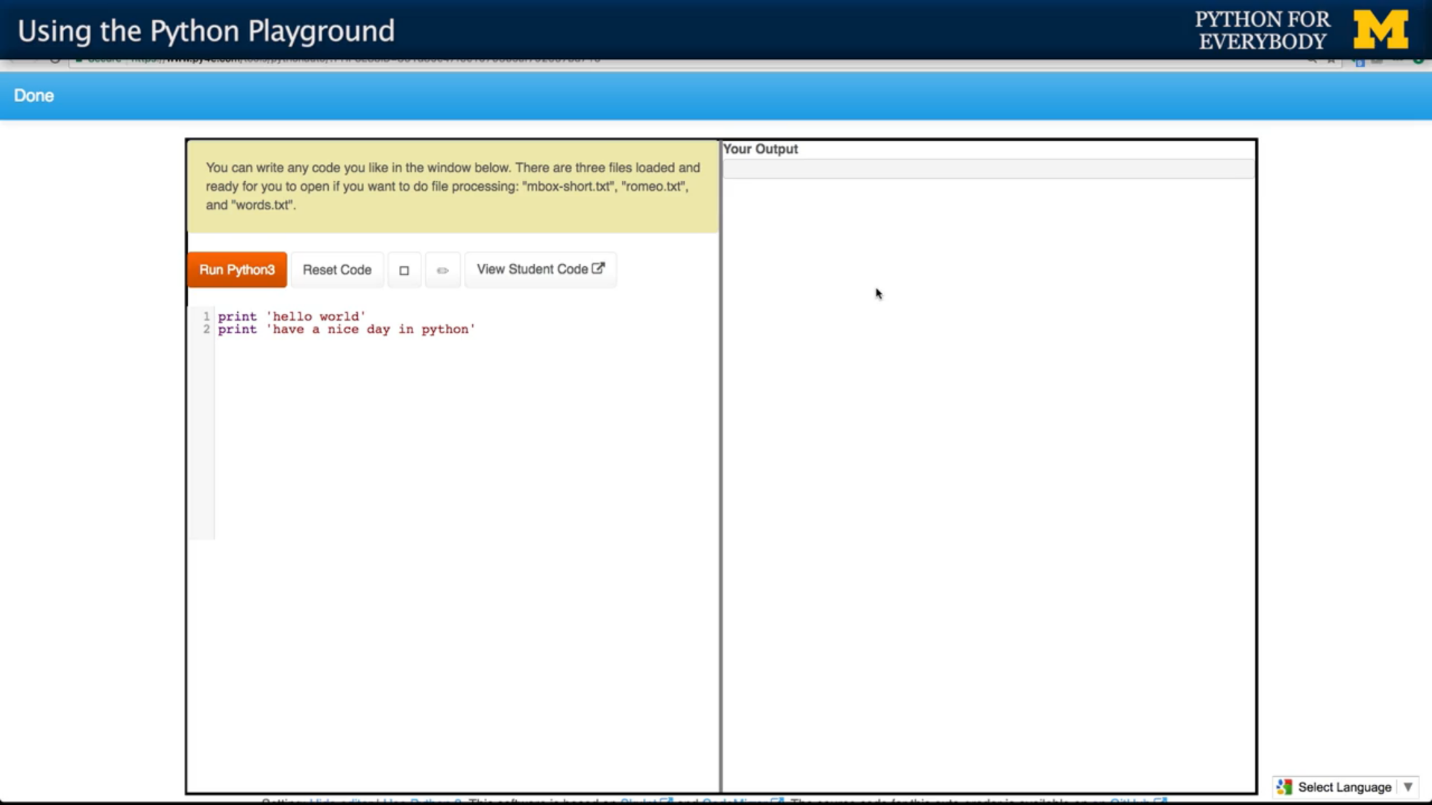 Using the Python Playground
PYTHON FOR
EVERYBODY
Done
You can write any code you like in the window below. There are three files loaded and
ready for you to open if you want to do file processing: "mbox-short.txt", "romeo.txt",
and "words.txt".
Run Python3
Reset Code
View Student Code
1 print 'hello world'
2 print 'have a nice day in python'
Your Output
Select Language